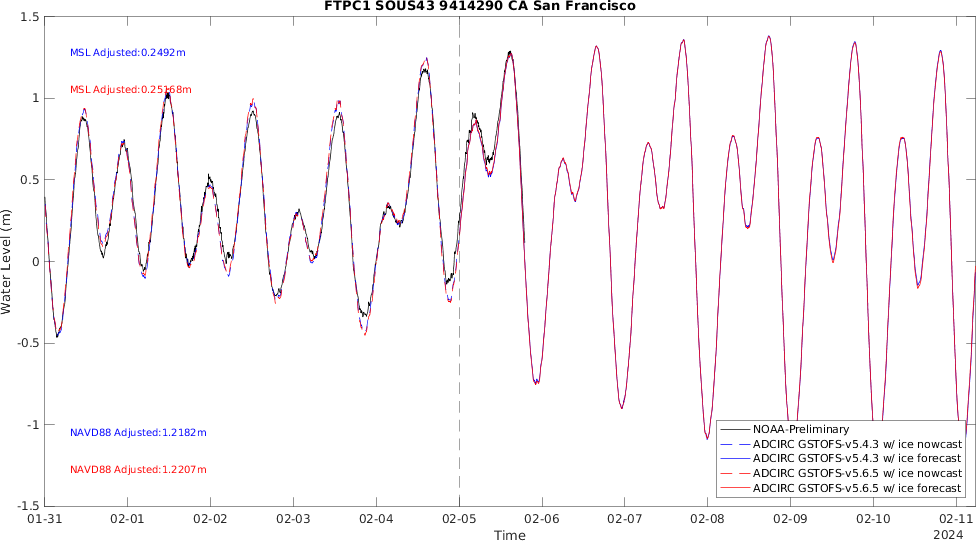 FTPC1 SOUS43 9414290 CA San Francisco
1.5
MSL Adjusted:0.2492m
MSL Adjusted:0.25168m
1
0.5
0
-0.5
-1
-1.5
Water Level (m)
NAVD88 Adjusted:1.2182m
NAVD88 Adjusted:1.2207m
NOAA-Preliminary
ADCIRC GSTOFS-v5.4.3 w/ ice nowcast
ADCIRC GSTOFS-v5.4.3 w/ ice forecast
ADCIRC GSTOFS-v5.6.5 w/ ice nowcast
ADCIRC GSTOFS-v5.6.5 w/ ice forecast
01-31 02-01 02-02 02-03 02-04 02-05 02-06 02-07 02-08 02-09 02-10 02-11
Time
2024